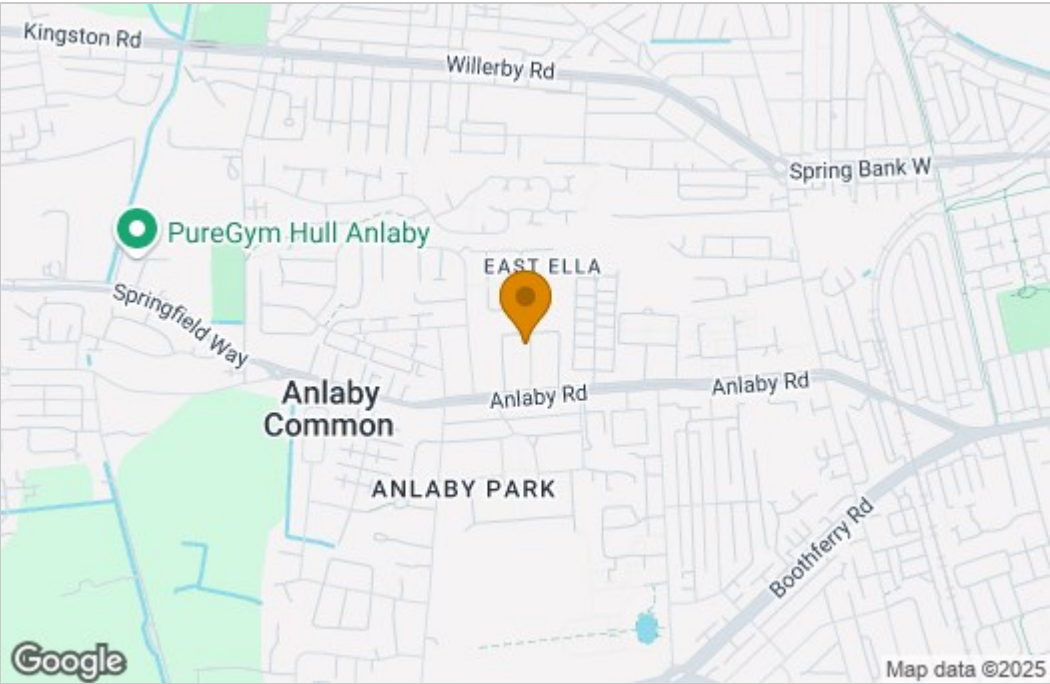 Kingston Rd
Willerby Rd
Spring Bank W
PureGym Hull Anlaby
EAST ELLA
Springfield Way
Anlaby
Common
Anlaby Rd
Anlaby Rd
ANLABY PARK
Boothferry Rd
Google
Map data ©2025